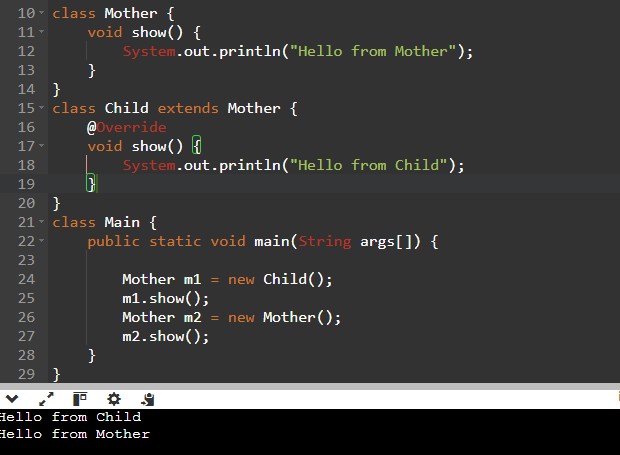 10 class Mother {
11     void show() {
12         System.out.println("Hello from Mother");
13     }
14 }
15 class Child extends Mother {
16     @Override
17     void show() {
18         System.out.println("Hello from Child");
19     }
20 }
21 class Main {
22     public static void main(String args[]) {
23
24         Mother m1 = new Child();
25         m1.show();
26         Mother m2 = new Mother();
27         m2.show();
28     }
29 }
Hello from Child
Hello from Mother